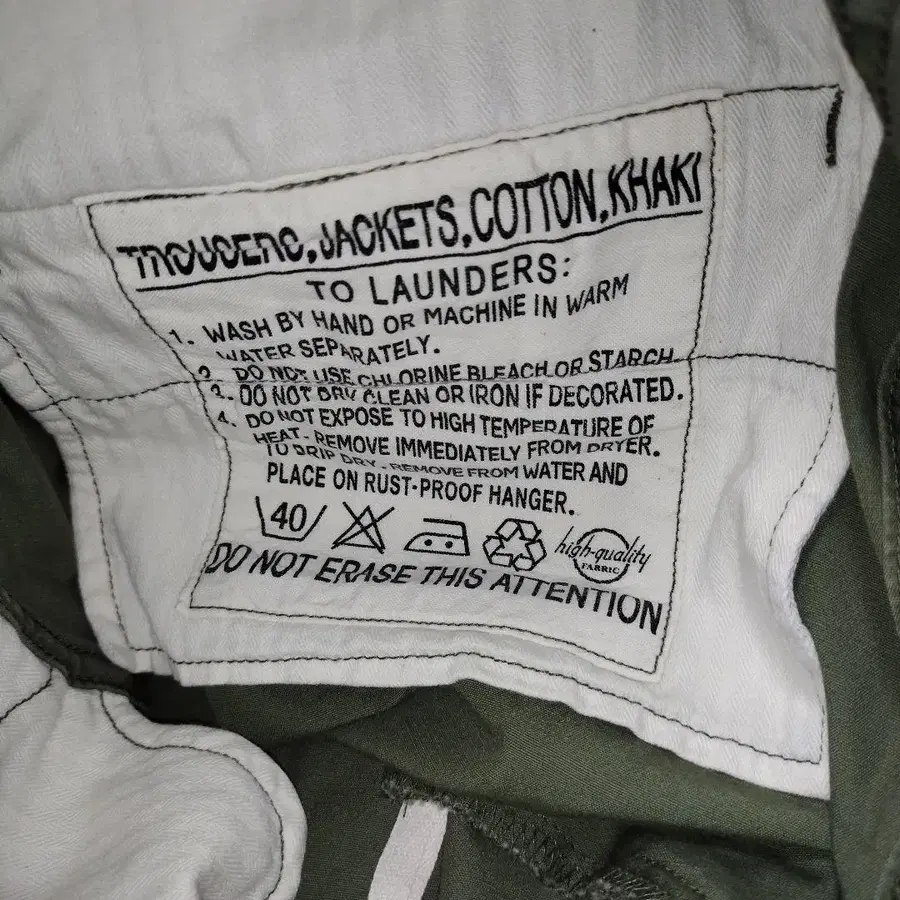 TROUSERS,JACKETS,COTTON,KHAKI
TO LAUNDERS:
1. WASH BY HAND OR MACHINE IN WARM
WATER SEPARATELY.
2. DO NOT USE CHLORINE BLEACH OR STARCH
3. DO NOT DRY CLEAN OR IRON IF DECORATED.
4. DO NOT EXPOSE TO HIGH TEMPERATURE OF
HEAT - REMOVE IMMEDIATELY FROM DRYER.
TO DRIP DRY - REMOVE FROM WATER AND
PLACE ON RUST-PROOF HANGER.
40
high-quality
FABRIC
DO NOT ERASE THIS ATTENTION